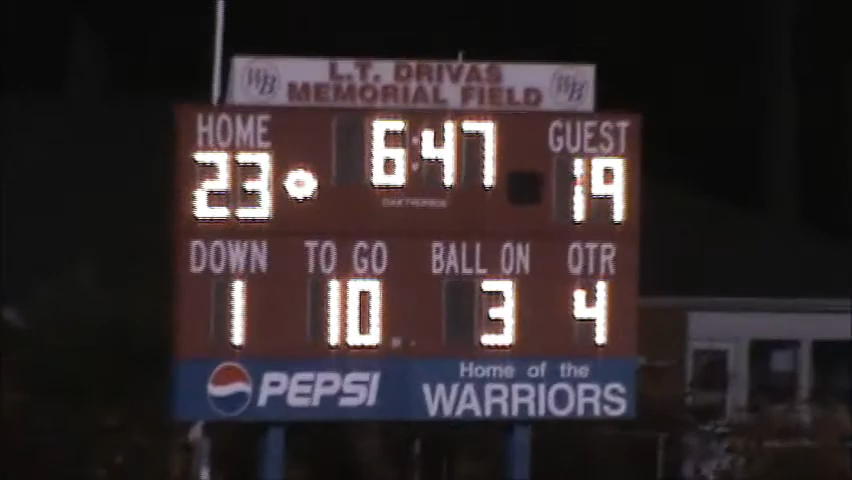 WB L.T. DRIVAS WB
MEMORIAL FIELD
HOME 6:47 GUEST
23 19
DOWN TO GO BALL ON QTR
1 10 3 4
PEPSI Home of the
WARRIORS